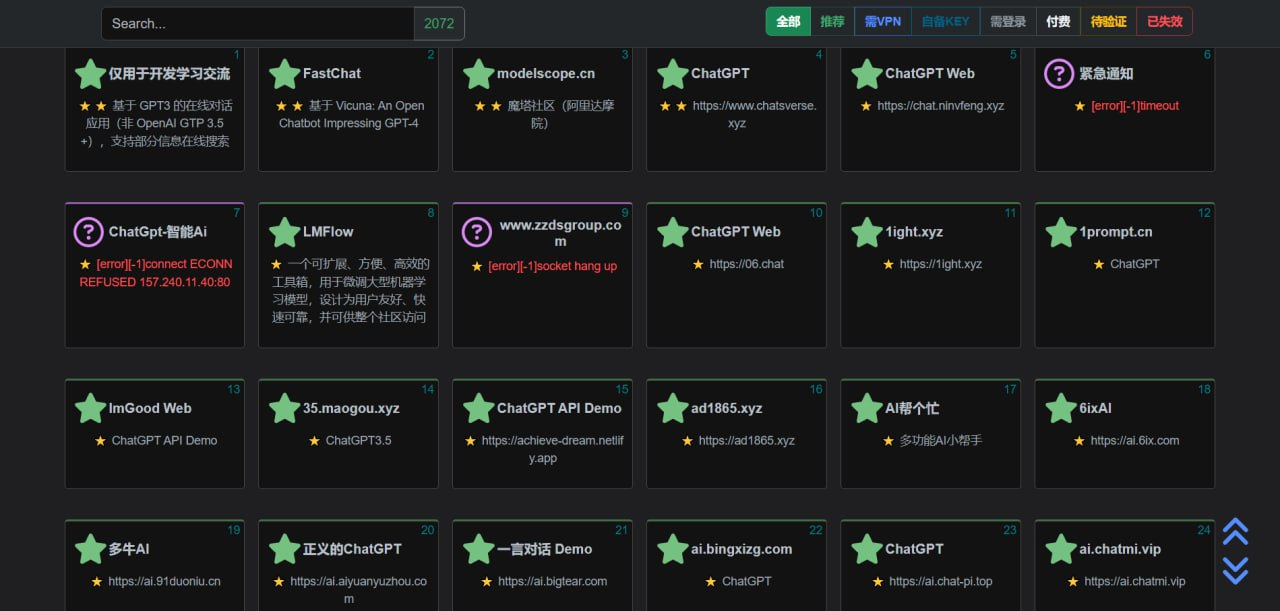 Search... 2072 全部 推荐 需VPN 自备KEY 需登录 付费 待验证 已失效
1
仅用于开发学习交流
基于 GPT3 的在线对话
应用（非 OpenAI GTP 3.5
+），支持部分信息在线搜索
2
FastChat
基于 Vicuna: An Open
Chatbot Impressing GPT-4
3
modelscope.cn
魔塔社区（阿里达摩
院）
4
ChatGPT
https://www.chatsverse.
xyz
5
ChatGPT Web
https://chat.ninvfeng.xyz
6
紧急通知
[error][-1]timeout
7
ChatGpt-智能Ai
[error][-1]connect ECONN
REFUSED 157.240.11.40:80
8
LMFlow
一个可扩展、方便、高效的
工具箱，用于微调大型机器学
习模型，设计为用户友好、快
速可靠，并可供整个社区访问
9
www.zzdsgroup.co
m
[error][-1]socket hang up
10
ChatGPT Web
https://06.chat
11
1ight.xyz
https://1ight.xyz
12
1prompt.cn
ChatGPT
13
ImGood Web
ChatGPT API Demo
14
35.maogou.xyz
ChatGPT3.5
15
ChatGPT API Demo
https://achieve-dream.netlif
y.app
16
ad1865.xyz
https://ad1865.xyz
17
AI帮个忙
多功能AI小帮手
18
6ixAI
https://ai.6ix.com
19
多牛AI
https://ai.91duoniu.cn
20
正义的ChatGPT
https://ai.aiyuanyuzhou.co
m
21
一言对话 Demo
https://ai.bigtear.com
22
ai.bingxizg.com
ChatGPT
23
ChatGPT
https://ai.chat-pi.top
24
ai.chatmi.vip
https://ai.chatmi.vip